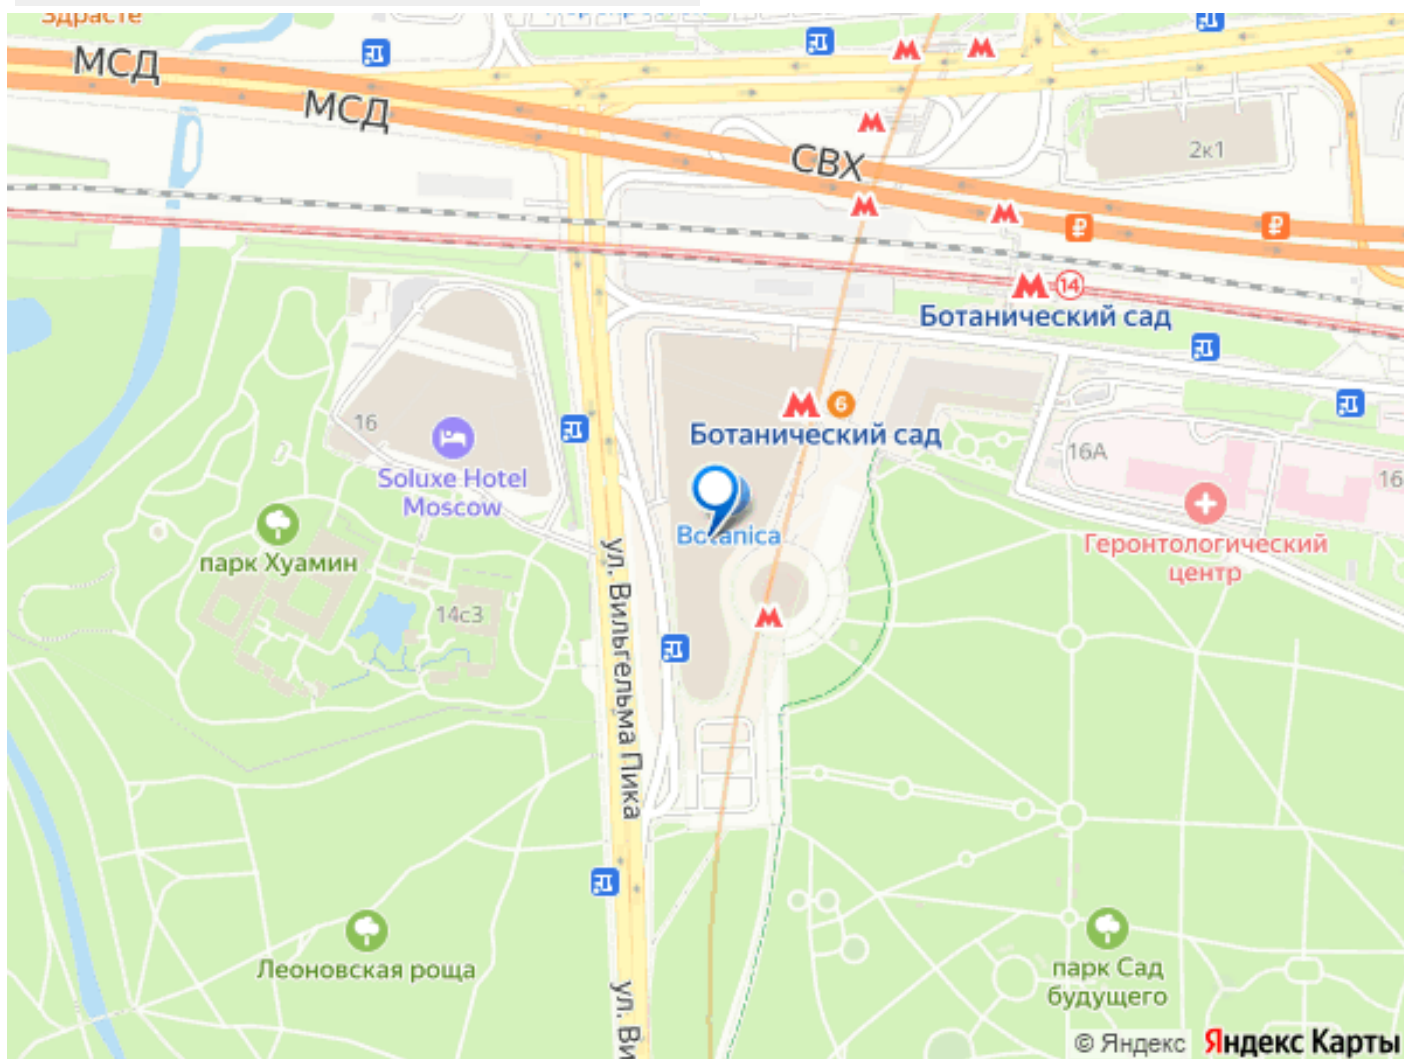 Здрасте
МСД
МСД
СВХ
2к1
14
Ботанический сад
6
Ботанический сад
16
Soluxe Hotel
Moscow
16А
16
Botanica
Геронтологический
центр
парк Хуамин
14с3
ул. Вильгельма Пика
Леоновская роща
парк Сад
будущего
ул. Ви
© Яндекс Яндекс Карты